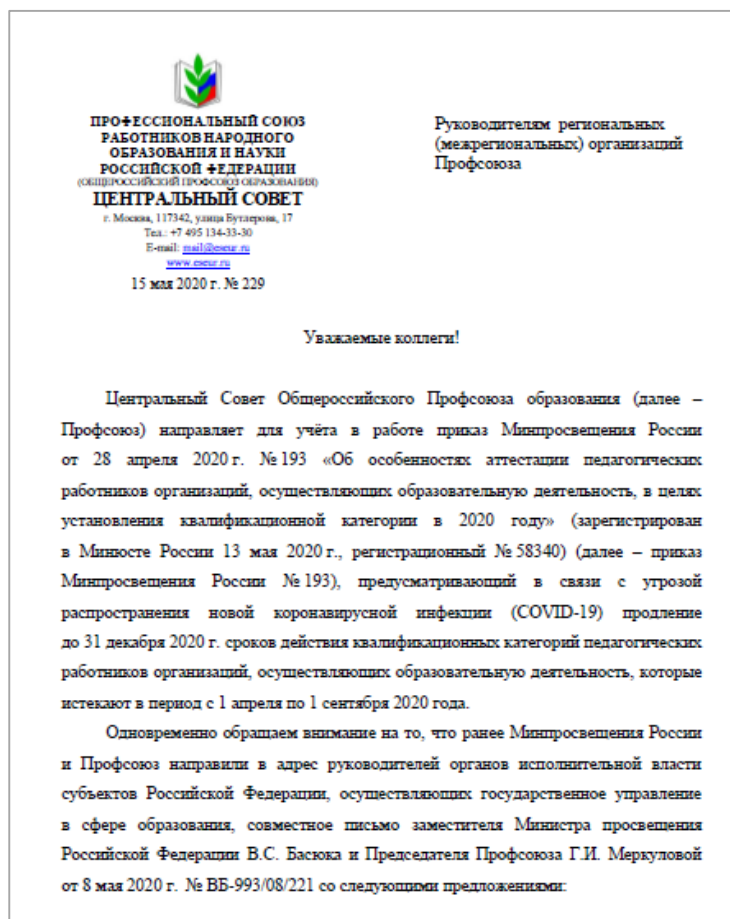 ПРОФЕССИОНАЛЬНЫЙ СОЮЗ
РАБОТНИКОВ НАРОДНОГО
ОБРАЗОВАНИЯ И НАУКИ
РОССИЙСКОЙ ФЕДЕРАЦИИ
(ОБЩЕРОССИЙСКИЙ ПРОФСОЮЗ ОБРАЗОВАНИЯ)
ЦЕНТРАЛЬНЫЙ СОВЕТ
г. Москва, 117342, улица Бутлерова, 17
Тел.: +7 495 134-33-30
E-mail: mail@eseur.ru
www.eseur.ru
15 мая 2020 г. № 229
Руководителям региональных
(межрегиональных) организаций
Профсоюза
Уважаемые коллеги!
Центральный Совет Общероссийского Профсоюза образования (далее –
Профсоюз) направляет для учёта в работе приказ Минпросвещения России
от 28 апреля 2020 г. № 193 «Об особенностях аттестации педагогических
работников организаций, осуществляющих образовательную деятельность, в целях
установления квалификационной категории в 2020 году» (зарегистрирован
в Минюсте России 13 мая 2020 г., регистрационный № 58340) (далее – приказ
Минпросвещения России № 193), предусматривающий в связи с угрозой
распространения новой коронавирусной инфекции (COVID-19) продление
до 31 декабря 2020 г. сроков действия квалификационных категорий педагогических
работников организаций, осуществляющих образовательную деятельность, которые
истекают в период с 1 апреля по 1 сентября 2020 года.
Одновременно обращаем внимание на то, что ранее Минпросвещения России
и Профсоюз направили в адрес руководителей органов исполнительной власти
субъектов Российской Федерации, осуществляющих государственное управление
в сфере образования, совместное письмо заместителя Министра просвещения
Российской Федерации В.С. Басюка и Председателя Профсоюза Г.И. Меркуловой
от 8 мая 2020 г. № ВБ-993/08/221 со следующими предложениями: